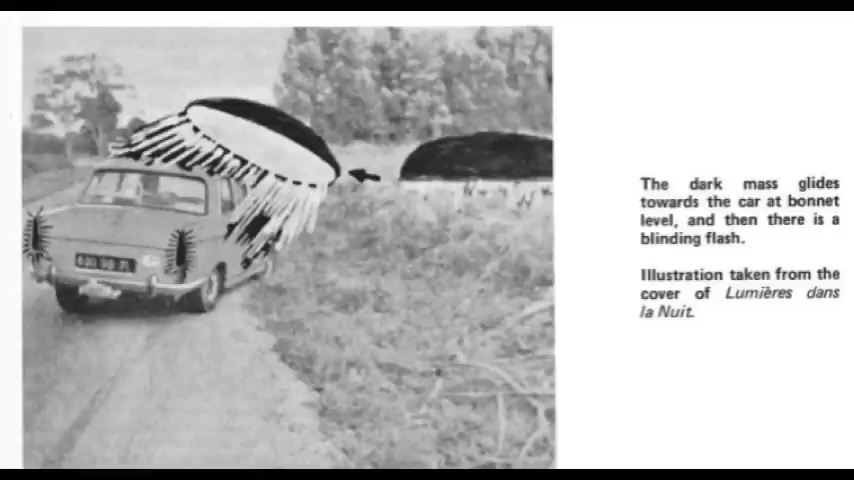 The dark mass glides
towards the car at bonnet
level, and then there is a
blinding flash.
Illustration taken from the
cover of Lumières dans
la Nuit.